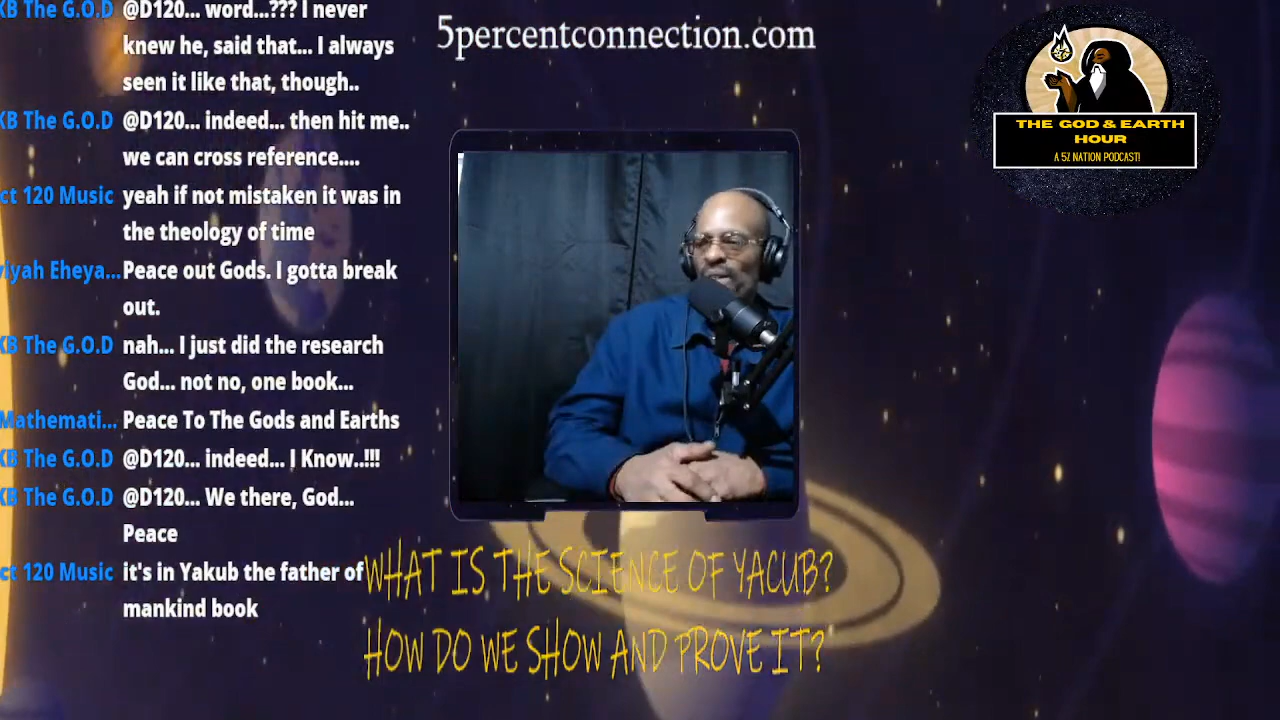 KB The G.O.D @D120... word...??? I never
knew he, said that... I always
seen it like that, though..
KB The G.O.D @D120... indeed... then hit me..
we can cross reference....
ct 120 Music yeah if not mistaken it was in
the theology of time
iyah Eheya... Peace out Gods. I gotta break
out.
KB The G.O.D nah... I just did the research
God... not no, one book...
Mathemati... Peace To The Gods and Earths
KB The G.O.D @D120... indeed... I Know..!!!
KB The G.O.D @D120... We there, God...
Peace
ct 120 Music it's in Yakub the father of
mankind book
5percentconnection.com
THE GOD & EARTH
HOUR
A 5% NATION PODCAST!
WHAT IS THE SCIENCE OF YACUB?
HOW DO WE SHOW AND PROVE IT?